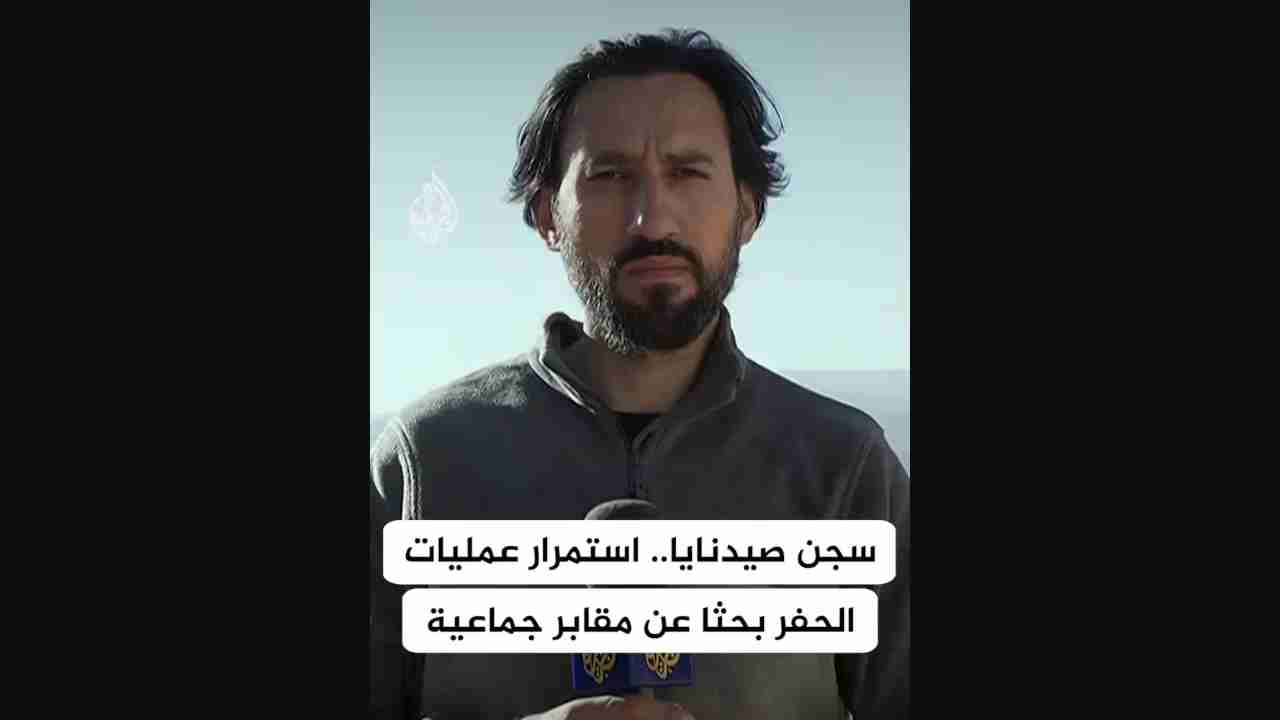 سجن صيدنايا.. استمرار عمليات
الحفر بحثا عن مقابر جماعية